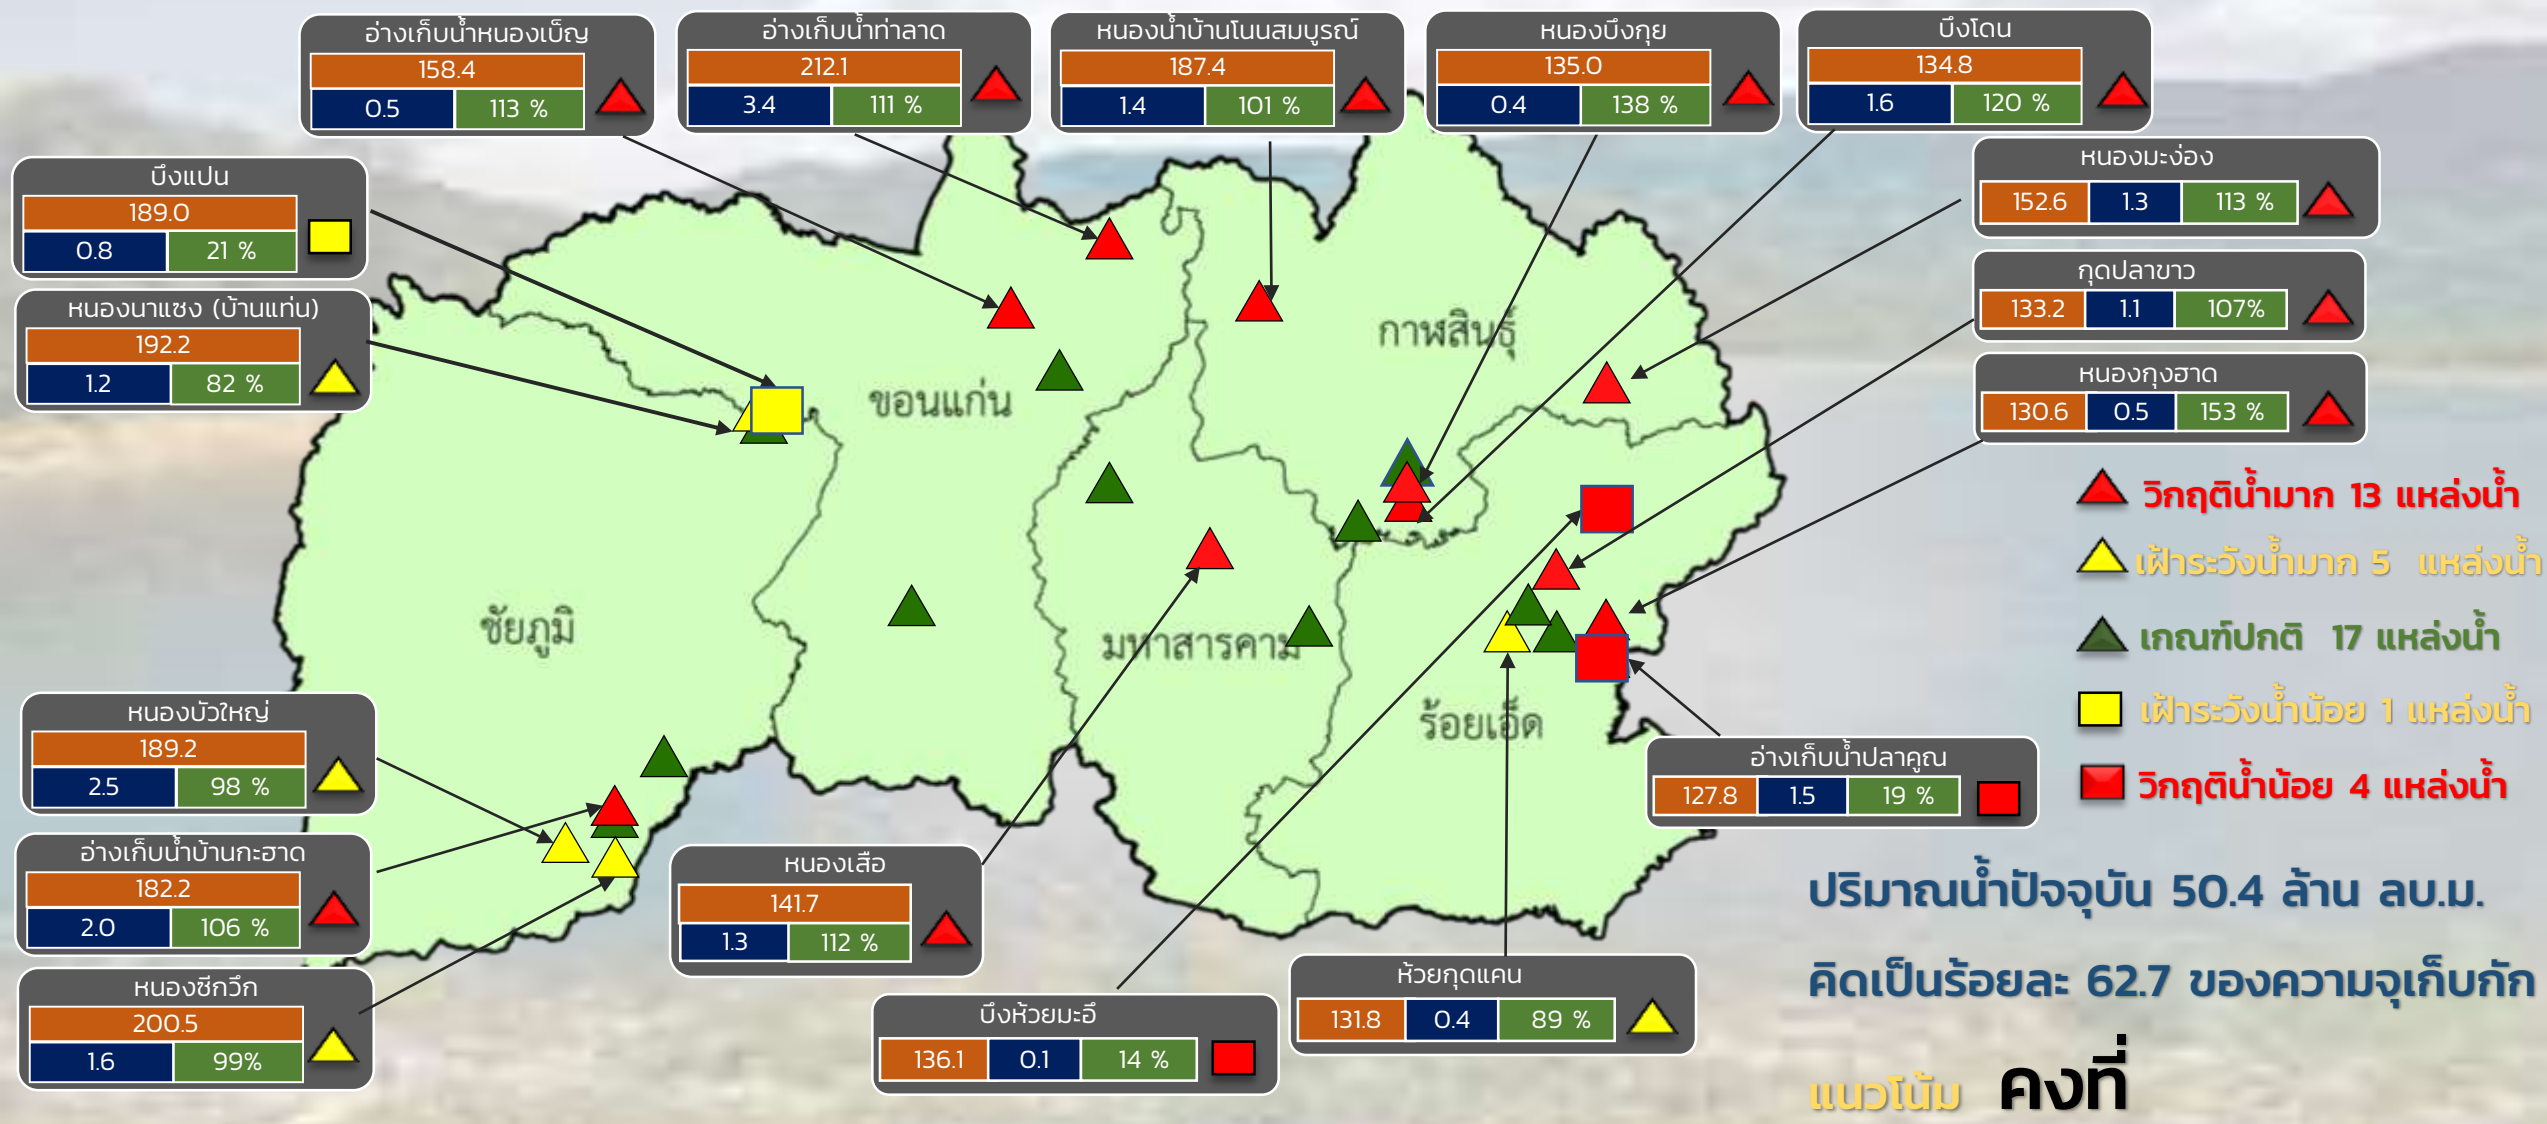 อ่างเก็บน้ำหนองเบ็ญ
158.4
0.5 113 %
อ่างเก็บน้ำท่าลาด
212.1
3.4 111 %
หนองน้ำบ้านโนนสมบูรณ์
187.4
1.4 101 %
หนองบึงกุย
135.0
0.4 138 %
บึงโดน
134.8
1.6 120 %
บึงแปน
189.0
0.8 21 %
หนองนาแซง (บ้านแท่น)
192.2
1.2 82 %
หนองมะง่อง
152.6 1.3 113 %
กุดปลาขาว
133.2 1.1 107%
หนองกุงฮาด
130.6 0.5 153 %
กาฬสินธุ์
ขอนแก่น
ชัยภูมิ
มหาสารคาม
ร้อยเอ็ด
วิกฤติน้ำมาก 13 แหล่งน้ำ
เฝ้าระวังน้ำมาก 5 แหล่งน้ำ
เกณฑ์ปกติ 17 แหล่งน้ำ
เฝ้าระวังน้ำน้อย 1 แหล่งน้ำ
วิกฤติน้ำน้อย 4 แหล่งน้ำ
หนองบัวใหญ่
189.2
2.5 98 %
อ่างเก็บน้ำบ้านกะฮาด
182.2
2.0 106 %
หนองซีกวึก
200.5
1.6 99%
หนองเสือ
141.7
1.3 112 %
บึงห้วยมะอึ
136.1 0.1 14 %
ห้วยกุดแคน
131.8 0.4 89 %
อ่างเก็บน้ำปลาคูณ
127.8 1.5 19 %
ปริมาณน้ำปัจจุบัน 50.4 ล้าน ลบ.ม.
คิดเป็นร้อยละ 62.7 ของความจุเก็บกัก
แนวโน้ม คงที่